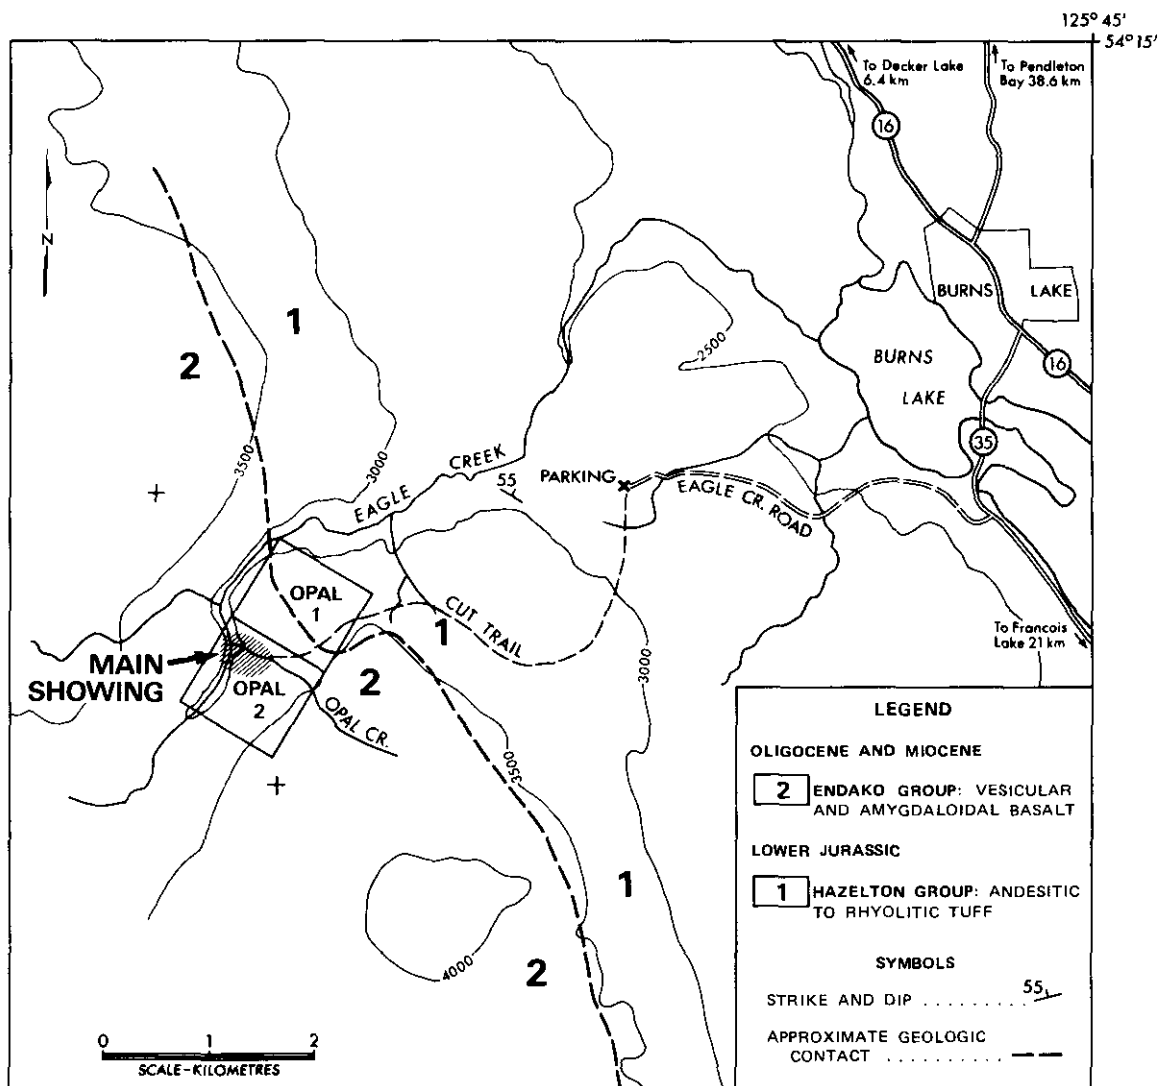 125° 45'
54° 15'
To Decker Lake
6.4 km
To Pendleton
Bay 38.6 km
16
N
BURNS LAKE
1
2
2500
BURNS
LAKE
16
35
3500
3000
CREEK
EAGLE
55
PARKING
EAGLE CR. ROAD
OPAL
1
CUT TRAIL
1
To Francois
Lake 21 km
MAIN
SHOWING
2
3000
OPAL
2
OPAL CR.
3500
1
4000
2
0 1 2
SCALE-KILOMETRES
LEGEND
OLIGOCENE AND MIOCENE
2 ENDAKO GROUP: VESICULAR
AND AMYGDALOIDAL BASALT
LOWER JURASSIC
1 HAZELTON GROUP: ANDESITIC
TO RHYOLITIC TUFF
SYMBOLS
STRIKE AND DIP . . . . . . . . . 55
APPROXIMATE GEOLOGIC
CONTACT . . . . . . . . . .